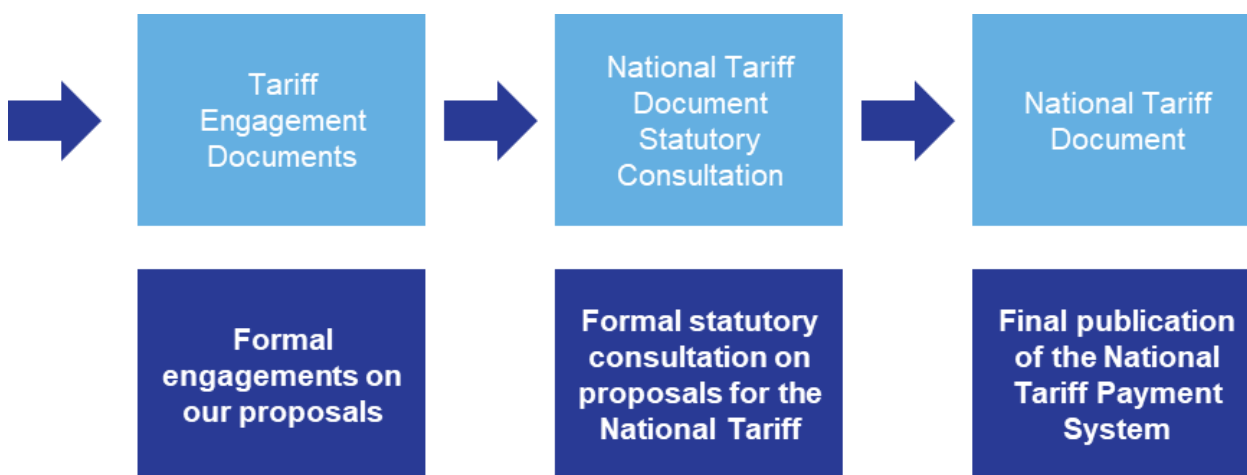 Tariff
Engagement
Documents
National Tariff
Document
Statutory
Consultation
National Tariff
Document
Formal
engagements on
our proposals
Formal statutory
consultation on
proposals for the
National Tariff
Final publication
of the National
Tariff Payment
System